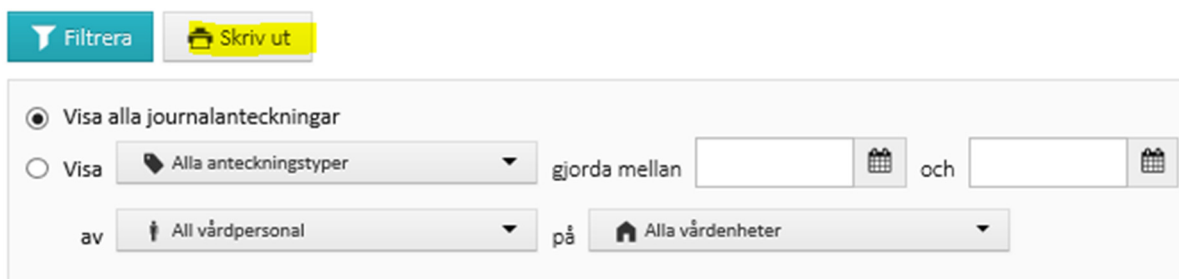 Filtrera Skriv ut
Visa alla journalanteckningar
Visa Alla anteckningstyper gjorda mellan och
av All vårdpersonal på Alla vårdenheter